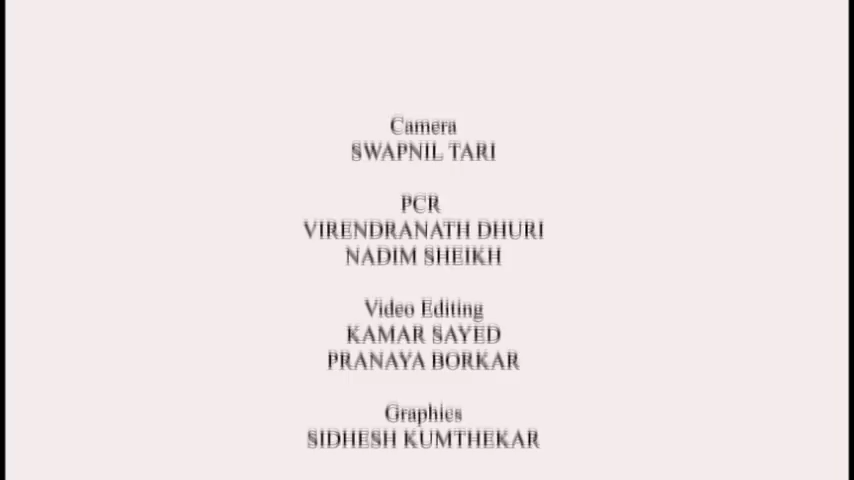 Camera
SWAPNIL TARI
PCR
VIRENDRANATH DHURI
NADIM SHEIKH
Video Editing
KAMAR SAYED
PRANAYA BORKAR
Graphics
SIDHESH KUMTHEKAR